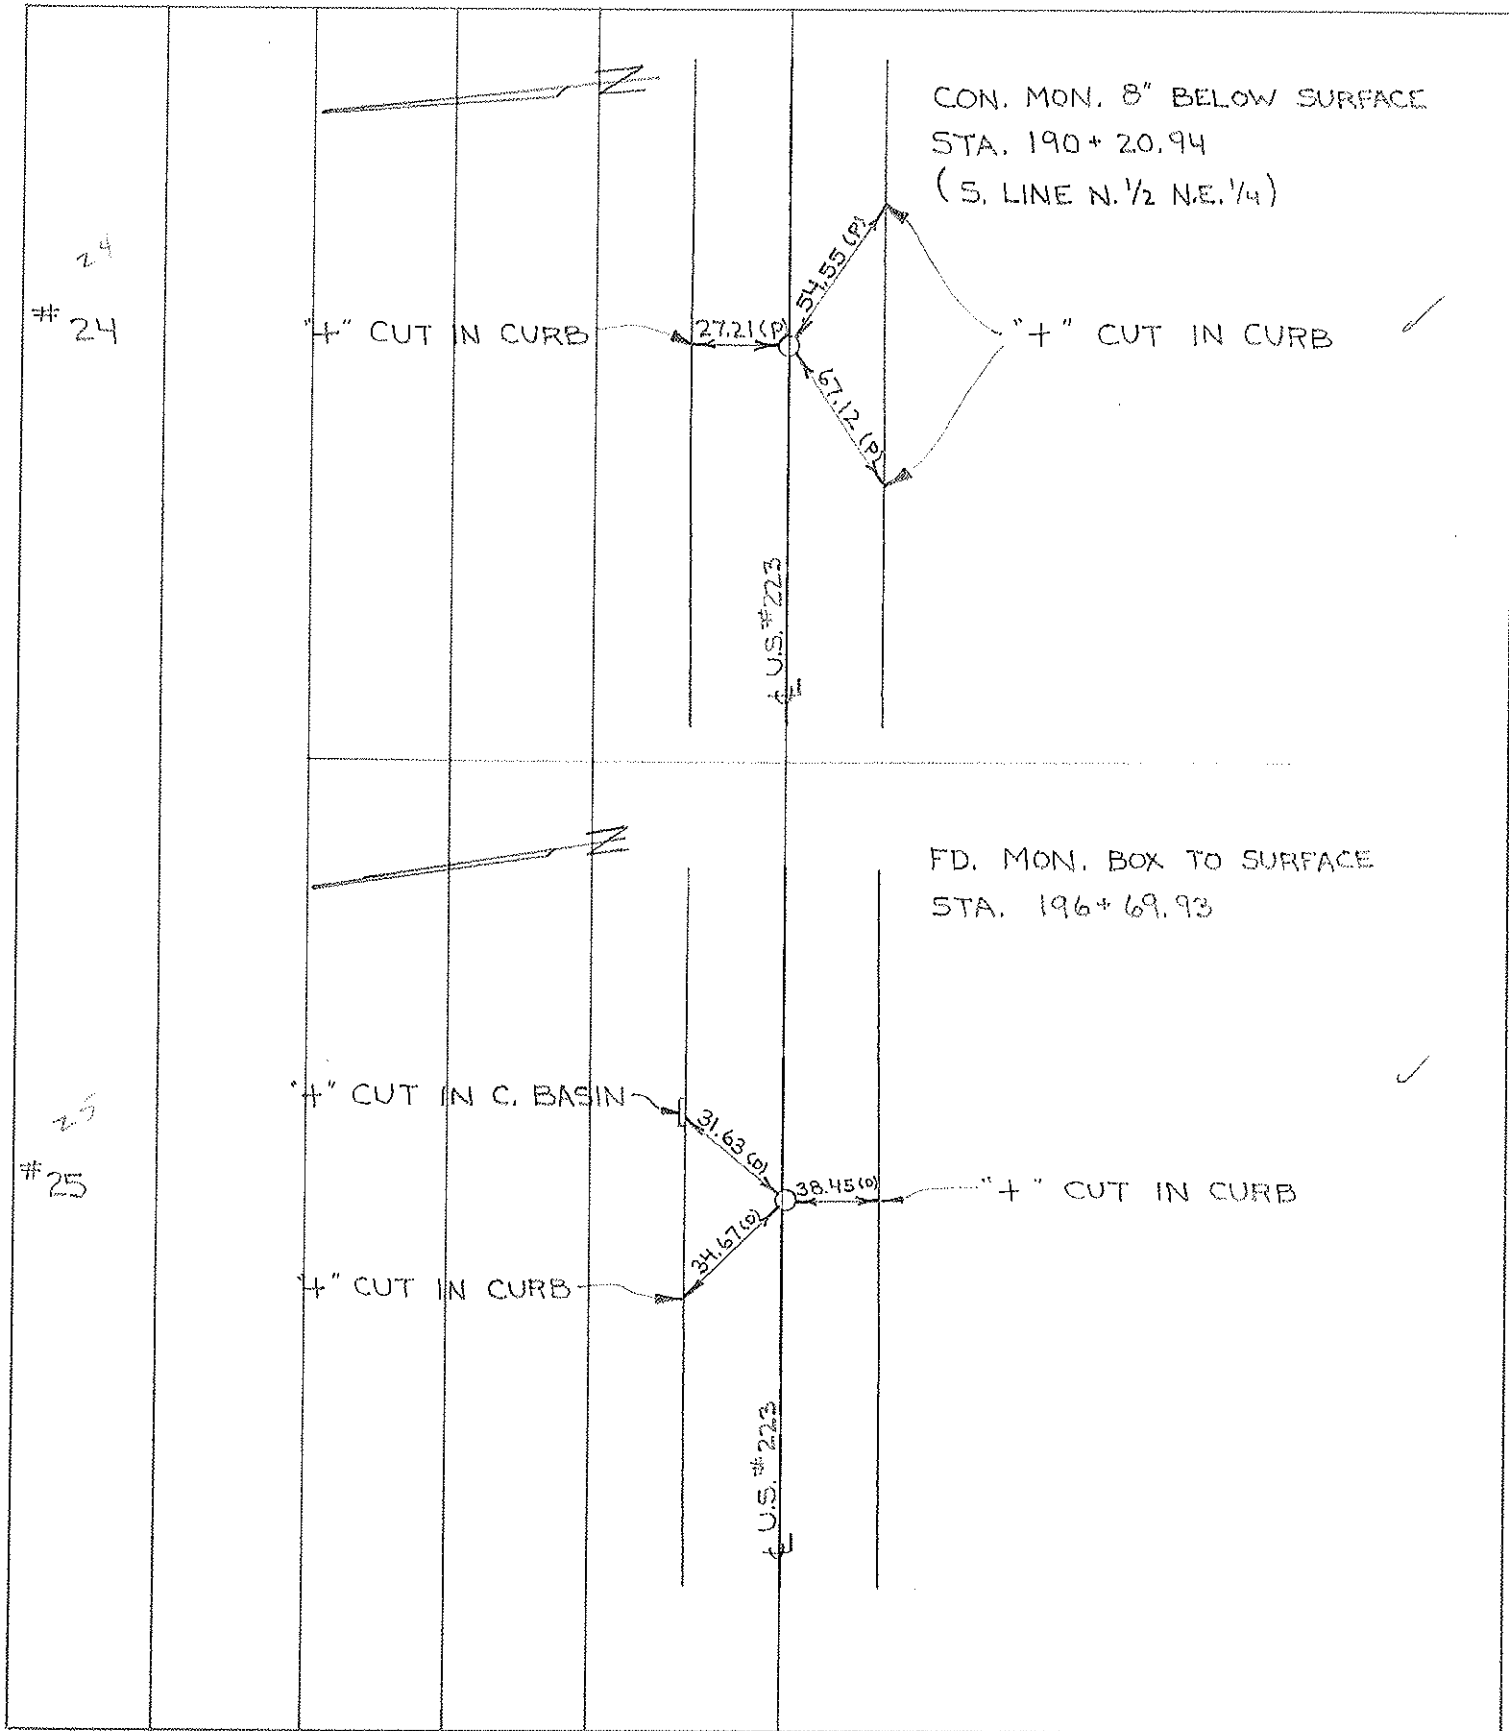 N
CON. MON. 8" BELOW SURFACE
STA. 190+20.94
(S. LINE N.1/2 N.E.1/4)
24
#24
"+" CUT IN CURB
27.21(P)
54.55(P)
67.12(P)
"+" CUT IN CURB
℄ U.S.#223
N
FD. MON. BOX TO SURFACE
STA. 196+69.93
25
#25
"+" CUT IN C. BASIN
31.63(O)
38.45(O)
"+" CUT IN CURB
34.67(O)
"+" CUT IN CURB
℄ U.S.#223